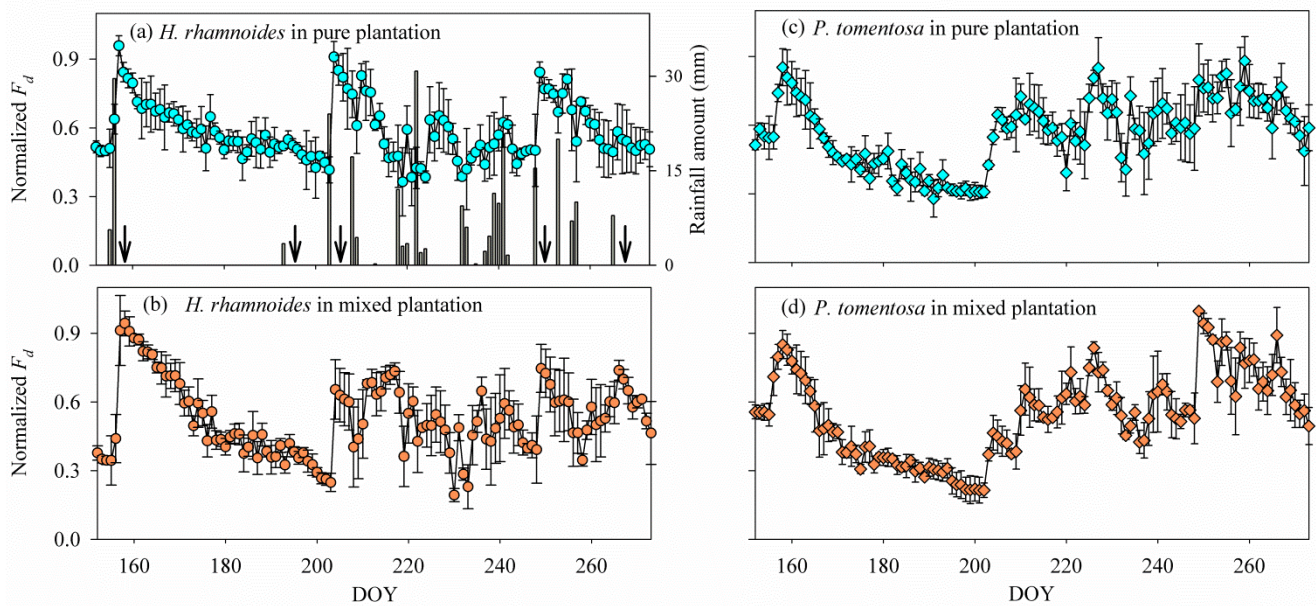 (a) H. rhamnoides in pure plantation
0.9
0.6
0.3
0.0
Normalized Fd
30
15
0
Rainfall amount (mm)
(c) P. tomentosa in pure plantation
(b) H. rhamnoides in mixed plantation
0.9
0.6
0.3
0.0
Normalized Fd
160 180 200 220 240 260
DOY
(d) P. tomentosa in mixed plantation
160 180 200 220 240 260
DOY